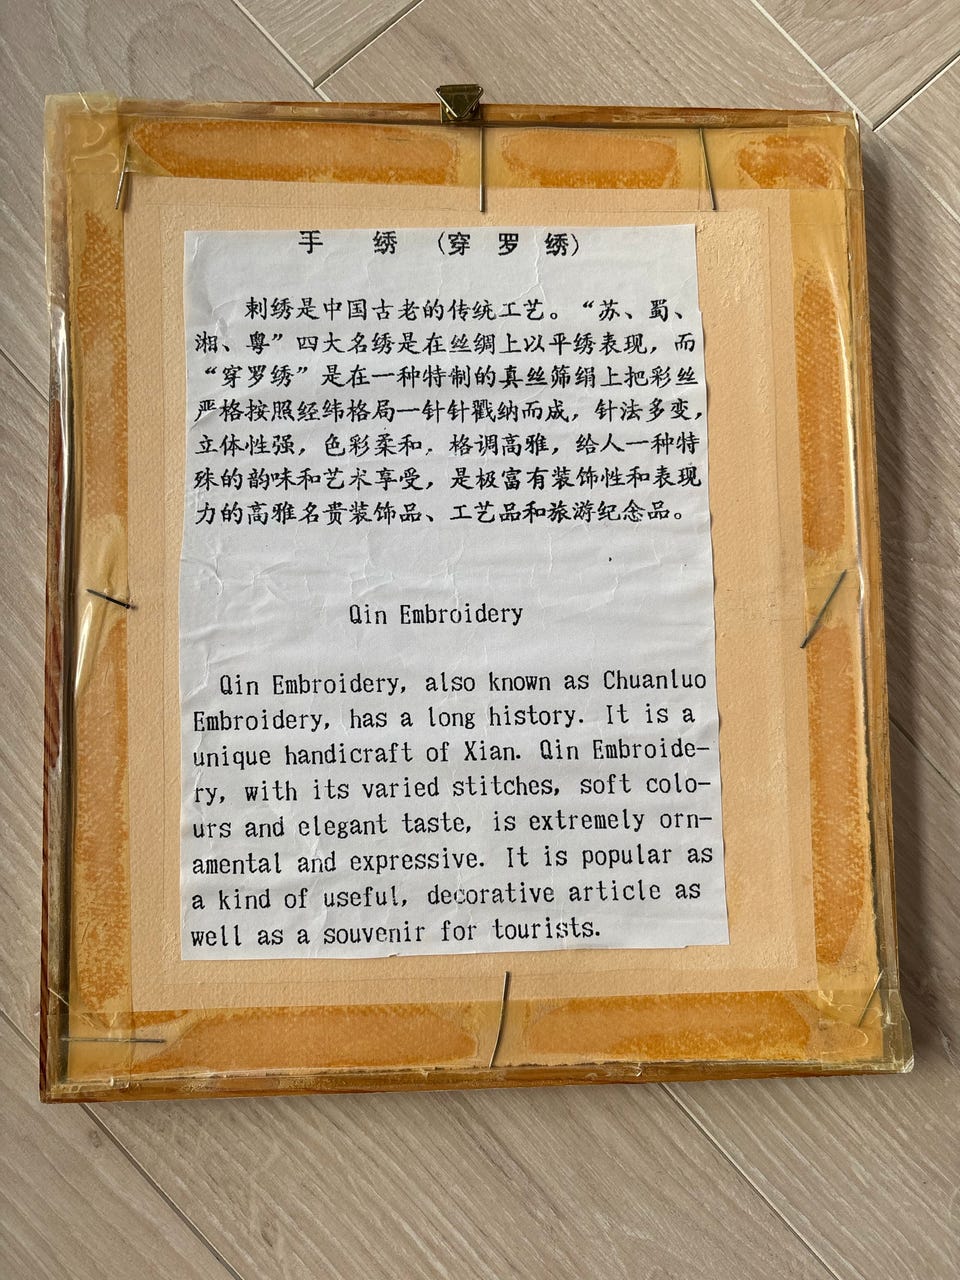 手 绣（穿 罗 绣）
刺绣是中国古老的传统工艺。“苏、蜀、
湘、粤”四大名绣是在丝绸上以平绣表现，而
“穿罗绣”是在一种特制的真丝筛绢上把彩丝
严格按照经纬格局一针针戳纳而成，针法多变，
立体性强，色彩柔和．格调高雅，给人一种特
殊的韵味和艺术享受，是极富有装饰性和表现
力的高雅名贵装饰品、工艺品和旅游纪念品。
Qin Embroidery
Qin Embroidery, also known as Chuanluo
Embroidery, has a long history. It is a
unique handicraft of Xian. Qin Embroide-
ry, with its varied stitches, soft colo-
urs and elegant taste, is extremely orn-
amental and expressive. It is popular as
a kind of useful, decorative article as
well as a souvenir for tourists.